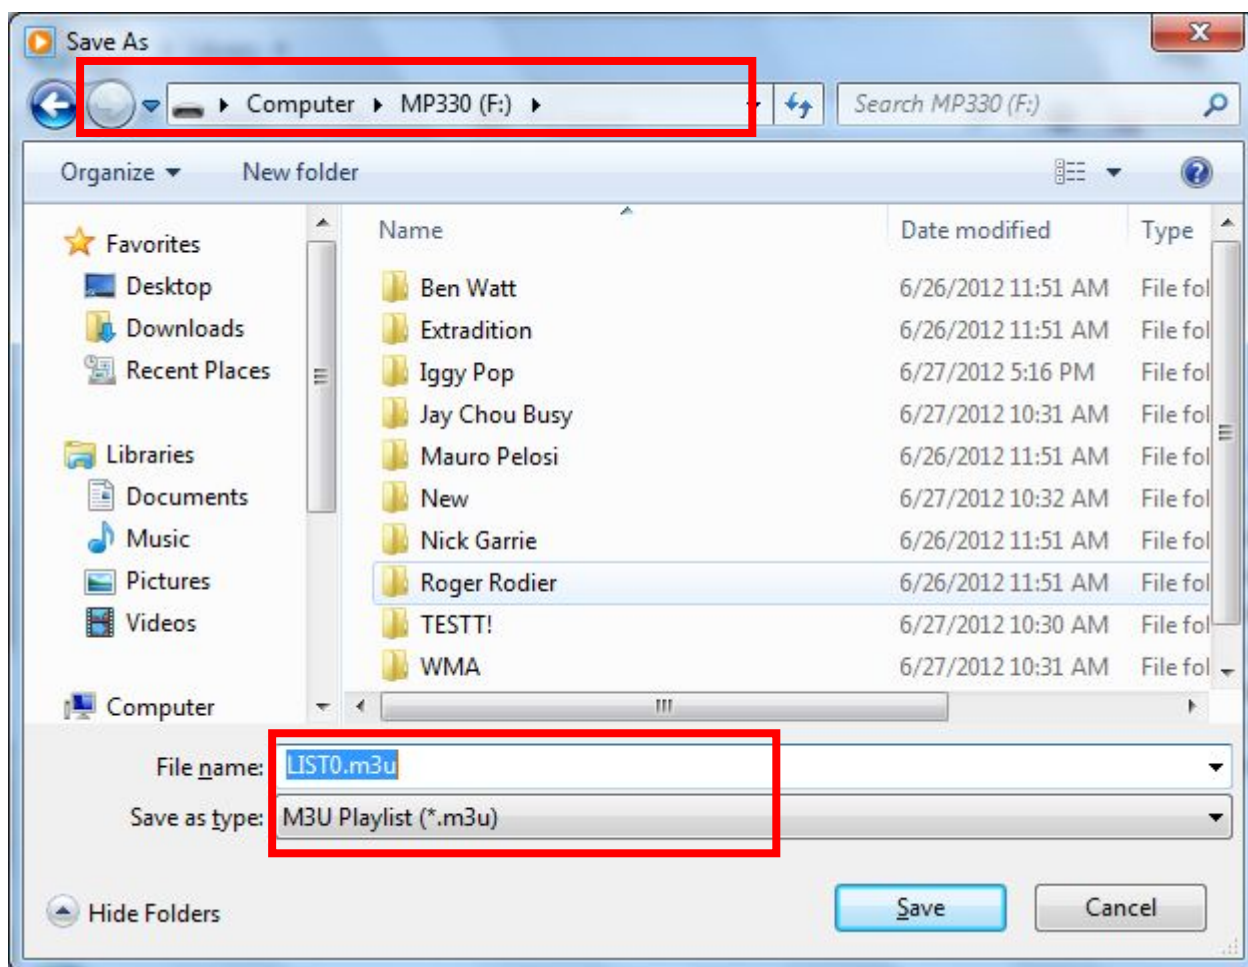 Save As
Computer MP330 (F:)
Search MP330 (F:)
Organize New folder
Name Date modified Type
Favorites
Desktop
Downloads
Recent Places
Libraries
Documents
Music
Pictures
Videos
Computer
Ben Watt 6/26/2012 11:51 AM File fol
Extradition 6/26/2012 11:51 AM File fol
Iggy Pop 6/27/2012 5:16 PM File fol
Jay Chou Busy 6/27/2012 10:31 AM File fol
Mauro Pelosi 6/26/2012 11:51 AM File fol
New 6/27/2012 10:32 AM File fol
Nick Garrie 6/26/2012 11:51 AM File fol
Roger Rodier 6/26/2012 11:51 AM File fol
TESTT! 6/27/2012 10:30 AM File fol
WMA 6/27/2012 10:31 AM File fol
File name: LIST0.m3u
Save as type: M3U Playlist (*.m3u)
Hide Folders
Save Cancel